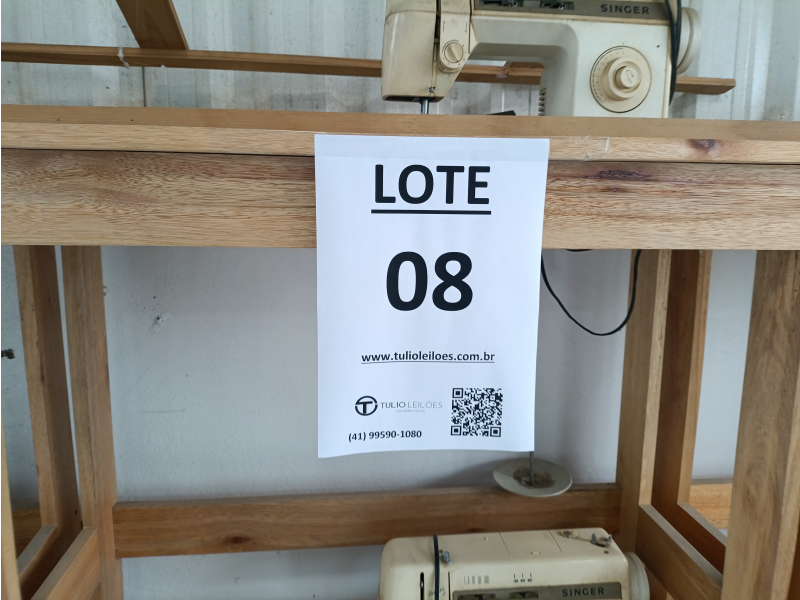 SINGER
LOTE
08
www.tulioleiloes.com.br
TULIO LEILÕES
(41) 99590-1080
SINGER